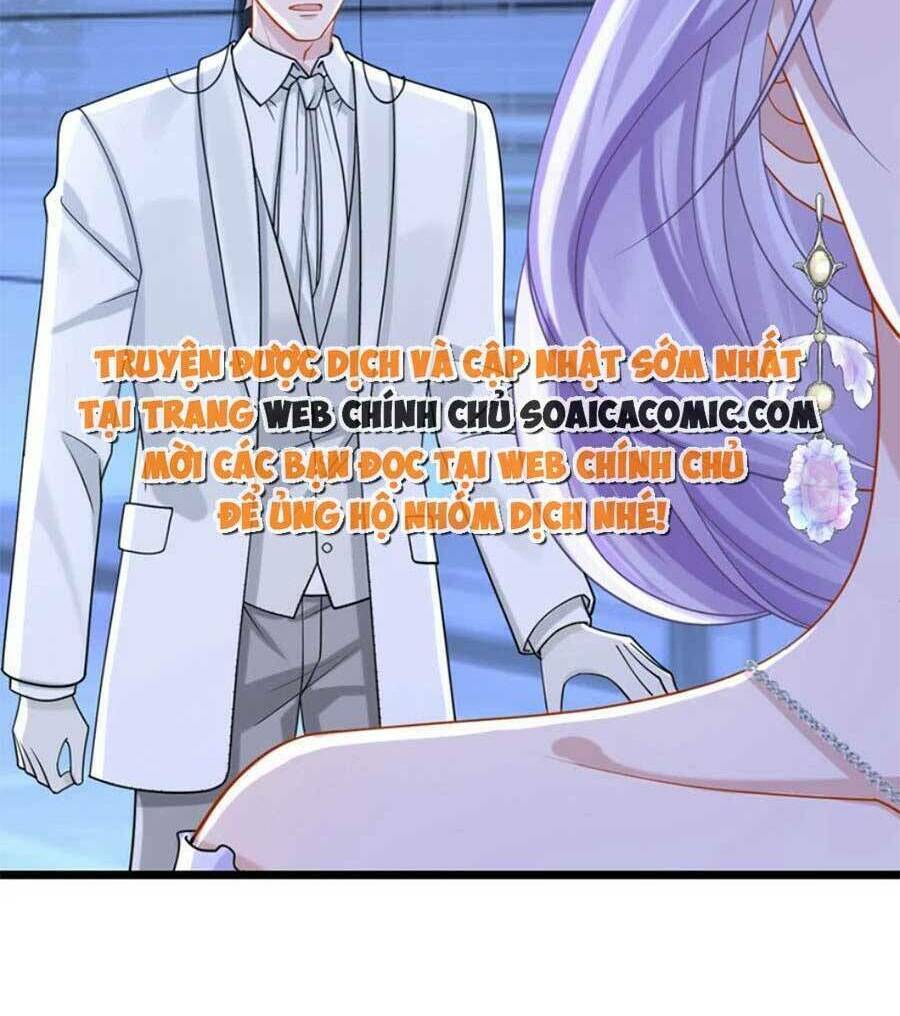 TRUYỆN ĐƯỢC DỊCH VÀ CẬP NHẬT SỚM NHẤT
TẠI TRANG WEB CHÍNH CHỦ SOAICACOMIC.COM
MỜI CÁC BẠN ĐỌC TẠI WEB CHÍNH CHỦ
ĐỂ ỦNG HỘ NHÓM DỊCH NHÉ!